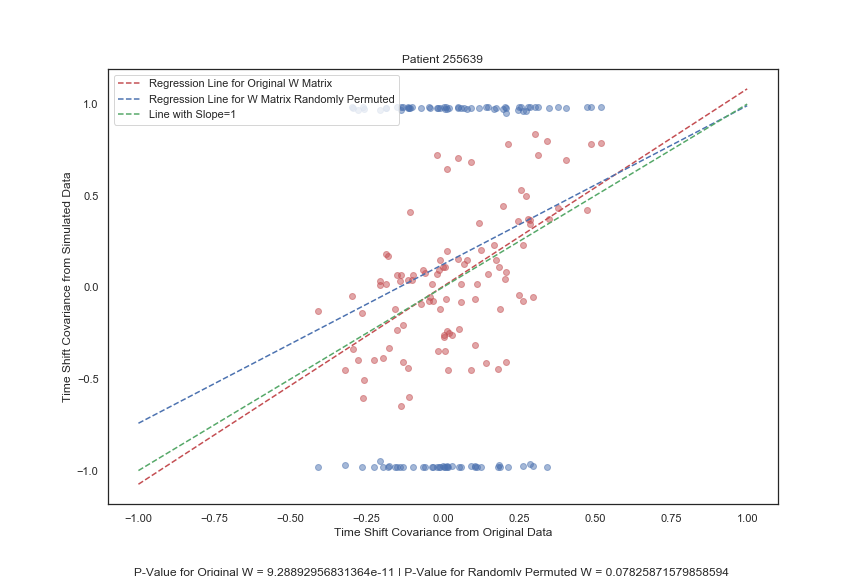 Patient 255639
Regression Line for Original W Matrix
Regression Line for W Matrix Randomly Permuted
Line with Slope=1
Time Shift Covariance from Simulated Data
1.0
0.5
0.0
−0.5
−1.0
−1.00 −0.75 −0.50 −0.25 0.00 0.25 0.50 0.75 1.00
Time Shift Covariance from Original Data
P-Value for Original W = 9.28892956831364e-11 | P-Value for Randomly Permuted W = 0.07825871579858594